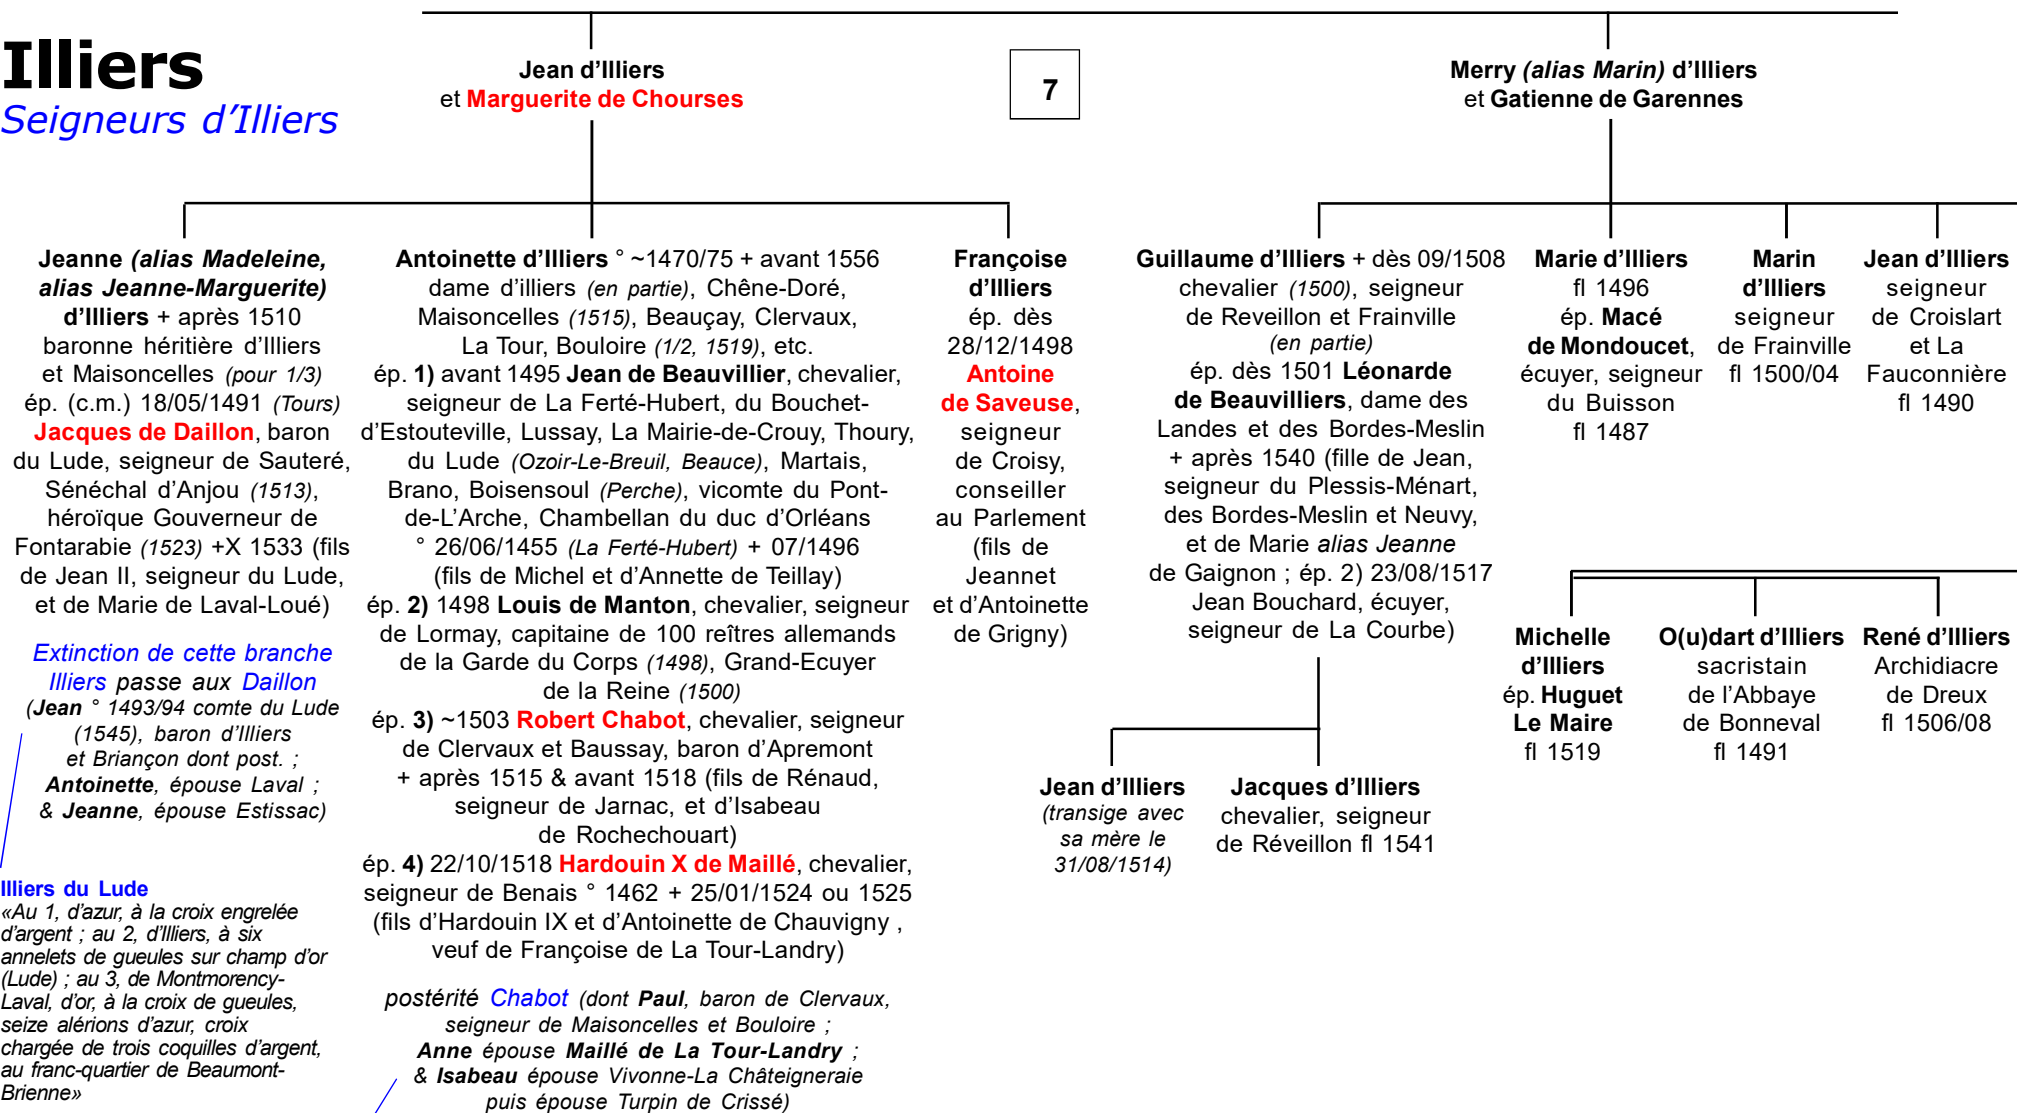 Illiers
Seigneurs d'Illiers
Jean d'Illiers
et Marguerite de Chourses
7
Merry (alias Marin) d'Illiers
et Gatienne de Garennes
Jeanne (alias Madeleine,
alias Jeanne-Marguerite)
d'Illiers + après 1510
baronne héritière d'Illiers
et Maisoncelles (pour 1/3)
ép. (c.m.) 18/05/1491 (Tours)
Jacques de Daillon, baron
du Lude, seigneur de Sauteré,
Sénéchal d'Anjou (1513),
héroïque Gouverneur de
Fontarabie (1523) +X 1533 (fils
de Jean II, seigneur du Lude,
et de Marie de Laval-Loué)
Extinction de cette branche
Illiers passe aux Daillon
(Jean ° 1493/94 comte du Lude
(1545), baron d'Illiers
et Briançon dont post. ;
Antoinette, épouse Laval ;
& Jeanne, épouse Estissac)
Illiers du Lude
«Au 1, d'azur, à la croix engrelée
d'argent ; au 2, d'Illiers, à six
annelets de gueules sur champ d'or
(Lude) ; au 3, de Montmorency-
Laval, d'or, à la croix de gueules,
seize alérions d'azur, croix
chargée de trois coquilles d'argent,
au franc-quartier de Beaumont-
Brienne»
Antoinette d'Illiers ° ~1470/75 + avant 1556
dame d'illiers (en partie), Chêne-Doré,
Maisoncelles (1515), Beauçay, Clervaux,
La Tour, Bouloire (1/2, 1519), etc.
ép. 1) avant 1495 Jean de Beauvillier, chevalier,
seigneur de La Ferté-Hubert, du Bouchet-
d'Estouteville, Lussay, La Mairie-de-Crouy, Thoury,
du Lude (Ozoir-Le-Breuil, Beauce), Martais,
Brano, Boisensoul (Perche), vicomte du Pont-
de-L'Arche, Chambellan du duc d'Orléans
° 26/06/1455 (La Ferté-Hubert) + 07/1496
(fils de Michel et d'Annette de Teillay)
ép. 2) 1498 Louis de Manton, chevalier, seigneur
de Lormay, capitaine de 100 reîtres allemands
de la Garde du Corps (1498), Grand-Ecuyer
de la Reine (1500)
ép. 3) ~1503 Robert Chabot, chevalier, seigneur
de Clervaux et Baussay, baron d'Apremont
+ après 1515 & avant 1518 (fils de Rénaud,
seigneur de Jarnac, et d'Isabeau
de Rochechouart)
ép. 4) 22/10/1518 Hardouin X de Maillé, chevalier,
seigneur de Benais ° 1462 + 25/01/1524 ou 1525
(fils d'Hardouin IX et d'Antoinette de Chauvigny ,
veuf de Françoise de La Tour-Landry)
postérité Chabot (dont Paul, baron de Clervaux,
seigneur de Maisoncelles et Bouloire ;
Anne épouse Maillé de La Tour-Landry ;
& Isabeau épouse Vivonne-La Châteigneraie
puis épouse Turpin de Crissé)
Françoise
d'Illiers
ép. dès
28/12/1498
Antoine
de Saveuse,
seigneur
de Croisy,
conseiller
au Parlement
(fils de
Jeannet
et d'Antoinette
de Grigny)
Guillaume d'Illiers + dès 09/1508
chevalier (1500), seigneur
de Reveillon et Frainville
(en partie)
ép. dès 1501 Léonarde
de Beauvilliers, dame des
Landes et des Bordes-Meslin
+ après 1540 (fille de Jean,
seigneur du Plessis-Ménart,
des Bordes-Meslin et Neuvy,
et de Marie alias Jeanne
de Gaignon ; ép. 2) 23/08/1517
Jean Bouchard, écuyer,
seigneur de La Courbe)
Jean d'Illiers
(transige avec
sa mère le
31/08/1514)
Jacques d'Illiers
chevalier, seigneur
de Réveillon fl 1541
Marie d'Illiers
fl 1496
ép. Macé
de Mondoucet,
écuyer, seigneur
du Buisson
fl 1487
Marin
d'Illiers
seigneur
de Frainville
fl 1500/04
Jean d'Illiers
seigneur
de Croislart
et La
Fauconnière
fl 1490
Michelle
d'Illiers
ép. Huguet
Le Maire
fl 1519
O(u)dart d'Illiers
sacristain
de l'Abbaye
de Bonneval
fl 1491
René d'Illiers
Archidiacre
de Dreux
fl 1506/08